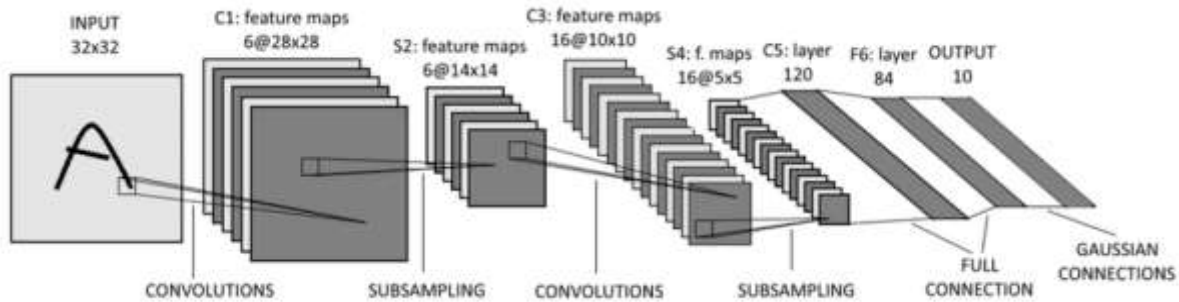 INPUT
32x32
C1: feature maps
6@28x28
S2: feature maps
6@14x14
C3: feature maps
16@10x10
S4: f. maps
16@5x5
C5: layer
120
F6: layer
84
OUTPUT
10
A
CONVOLUTIONS
SUBSAMPLING
CONVOLUTIONS
SUBSAMPLING
FULL
CONNECTION
GAUSSIAN
CONNECTIONS